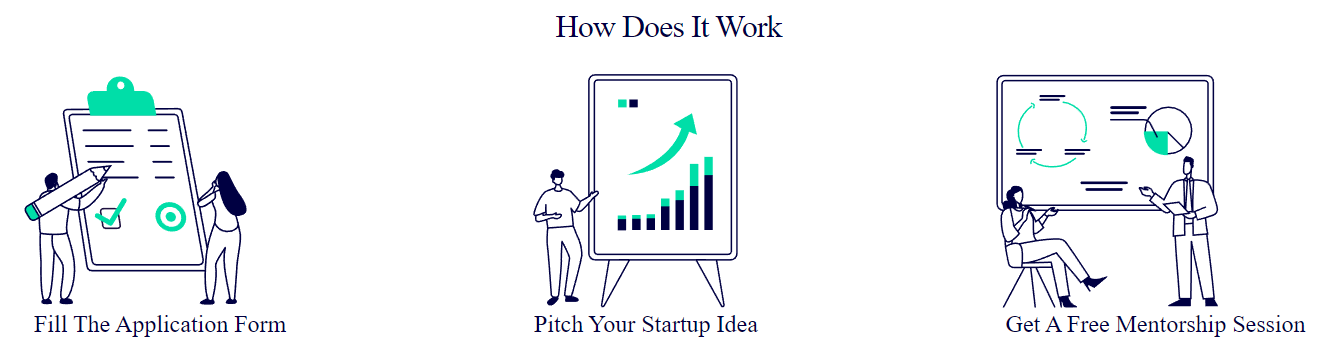 How Does It Work
Fill The Application Form
Pitch Your Startup Idea
Get A Free Mentorship Session